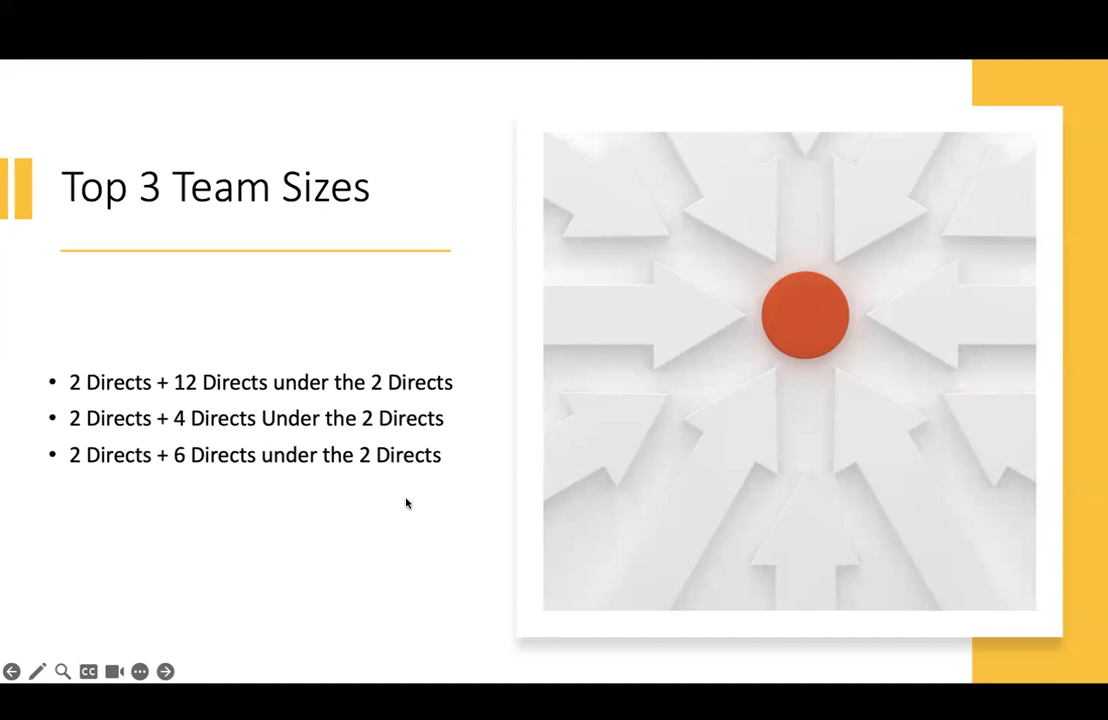 Top 3 Team Sizes
• 2 Directs + 12 Directs under the 2 Directs
• 2 Directs + 4 Directs Under the 2 Directs
• 2 Directs + 6 Directs under the 2 Directs
CC